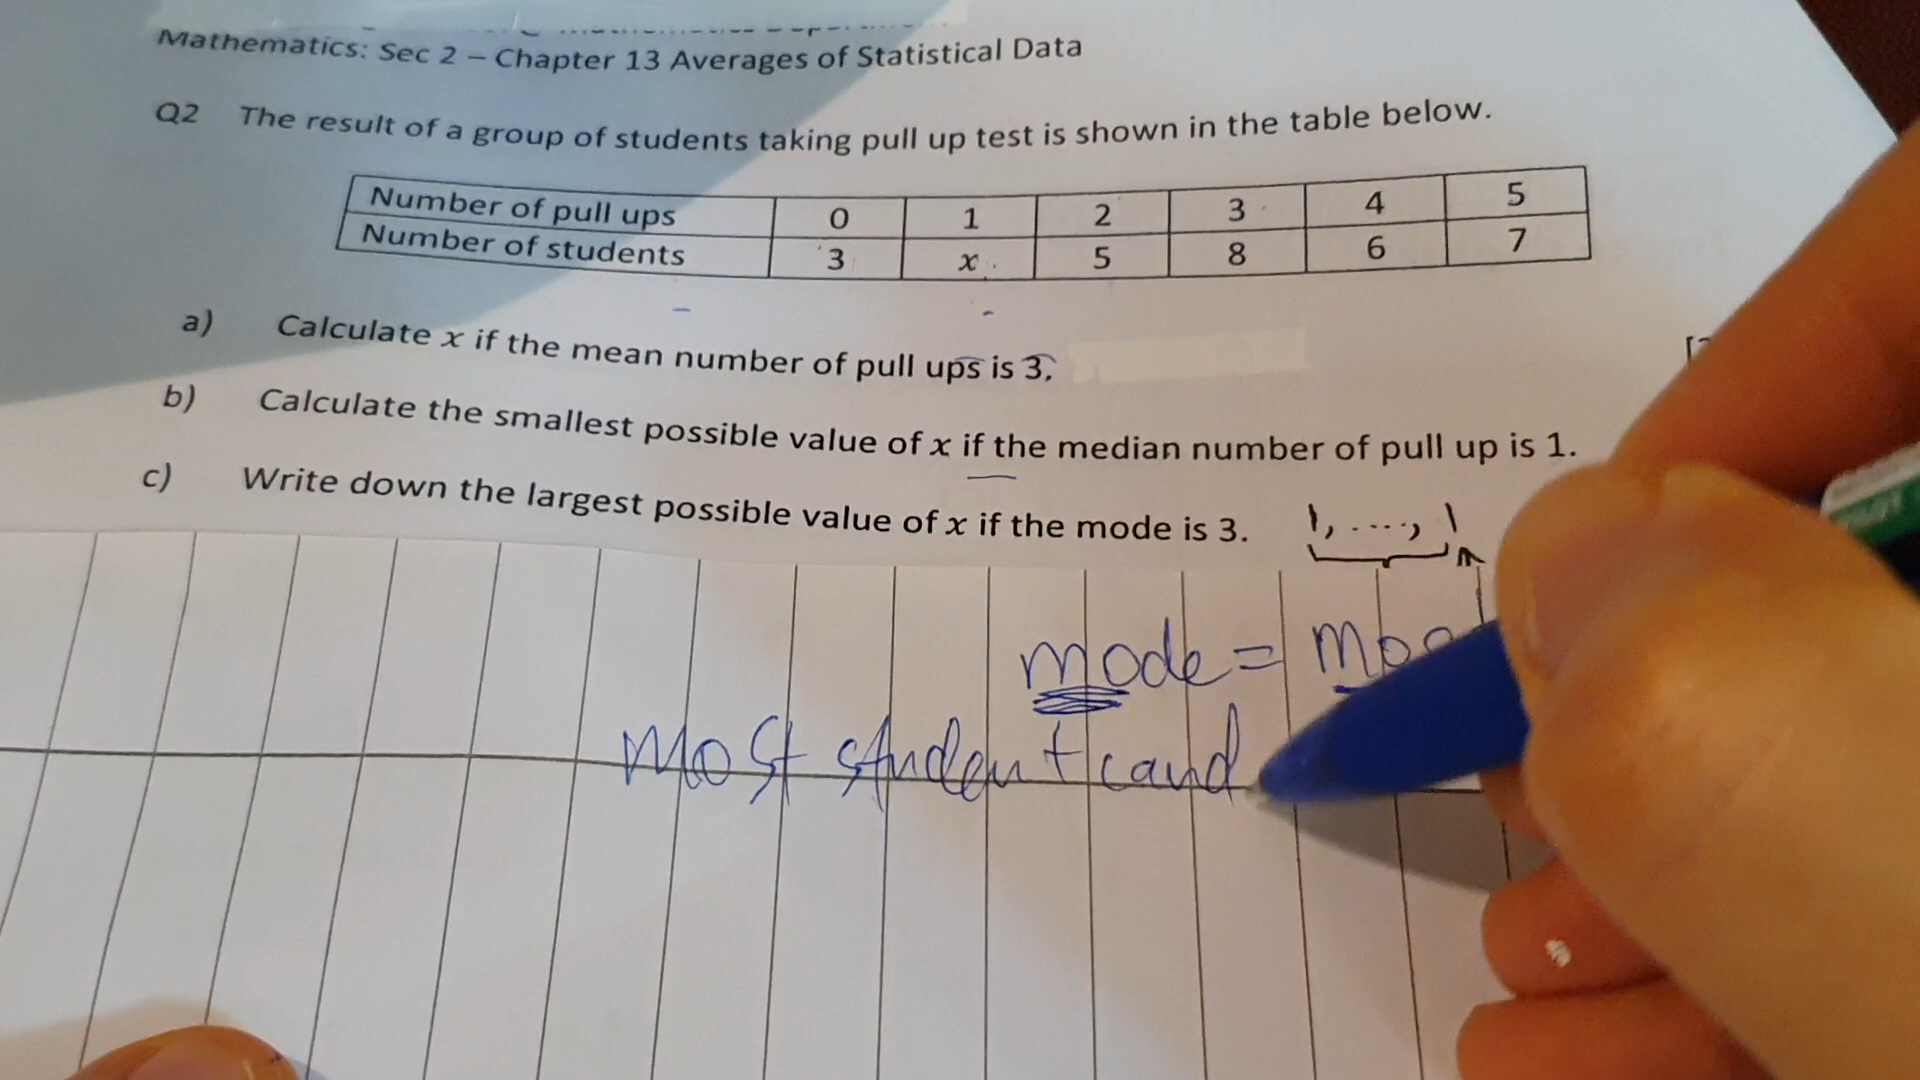 Mathematics: Sec 2 – Chapter 13 Averages of Statistical Data
Q2 The result of a group of students taking pull up test is shown in the table below.
Number of pull ups 0 1 2 3 4 5
Number of students 3 x 5 8 6 7
a) Calculate x if the mean number of pull ups is 3.
b) Calculate the smallest possible value of x if the median number of pull up is 1.
c) Write down the largest possible value of x if the mode is 3.
1, ...., 1
mode =
Most student